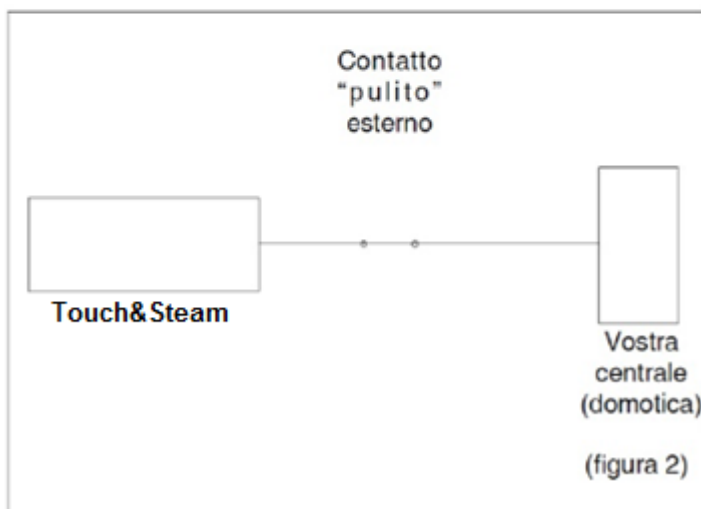 Contatto
“pulito”
esterno
Touch&Steam
Vostra
centrale
(domotica)
(figura 2)